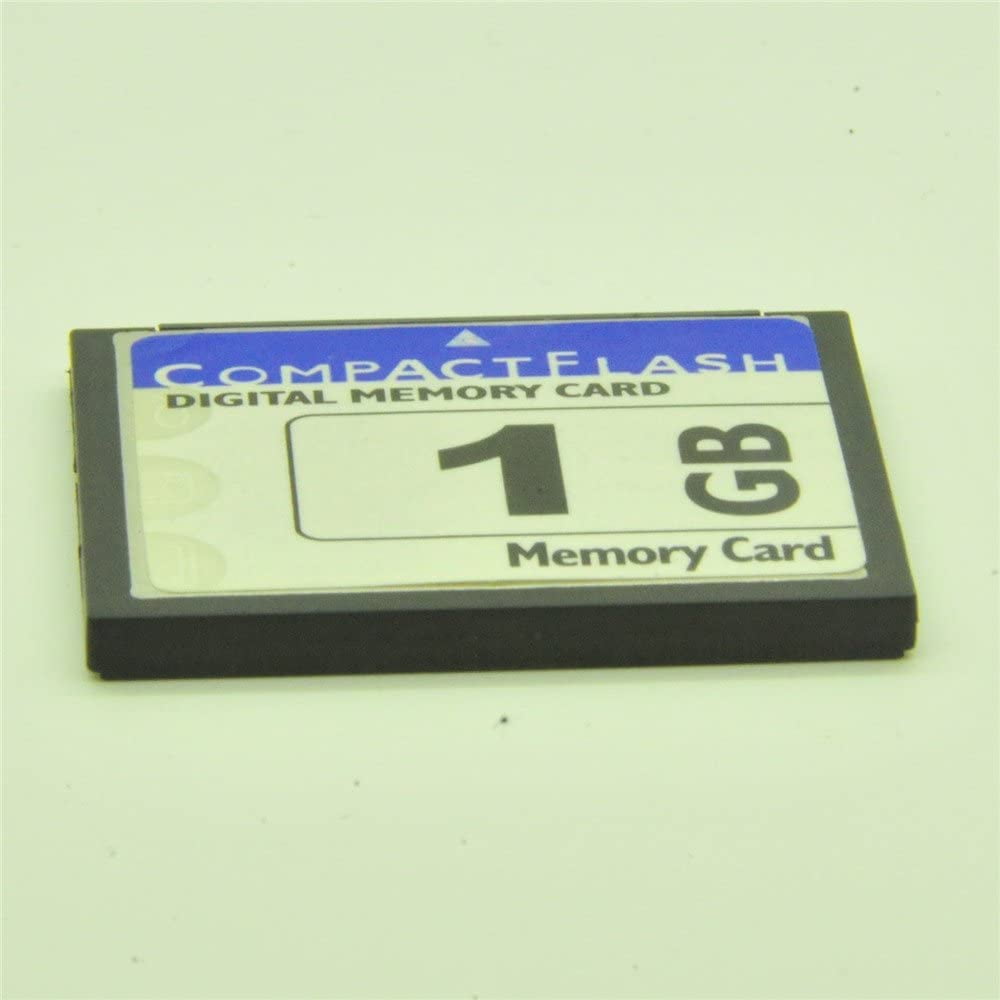 COMPACTFLASH
DIGITAL MEMORY CARD
1 GB
Memory Card